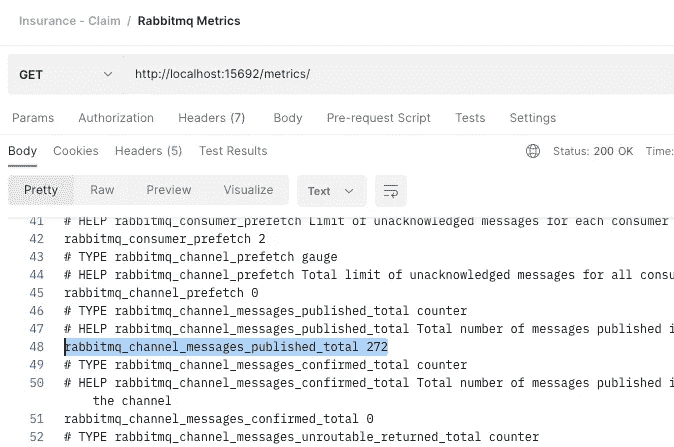 Insurance - Claim / Rabbitmq Metrics
GET http://localhost:15692/metrics/
Params Authorization Headers (7) Body Pre-request Script Tests Settings
Body Cookies Headers (5) Test Results Status: 200 OK Time:
Pretty Raw Preview Visualize Text
41 # HELP rabbitmq_consumer_prefetch Limit of unacknowledged messages for each consumer
42 rabbitmq_consumer_prefetch 2
43 # TYPE rabbitmq_channel_prefetch gauge
44 # HELP rabbitmq_channel_prefetch Total limit of unacknowledged messages for all consu
45 rabbitmq_channel_prefetch 0
46 # TYPE rabbitmq_channel_messages_published_total counter
47 # HELP rabbitmq_channel_messages_published_total Total number of messages published i
48 rabbitmq_channel_messages_published_total 272
49 # TYPE rabbitmq_channel_messages_confirmed_total counter
50 # HELP rabbitmq_channel_messages_confirmed_total Total number of messages published i
the channel
51 rabbitmq_channel_messages_confirmed_total 0
52 # TYPE rabbitmq_channel_messages_unroutable_returned_total counter